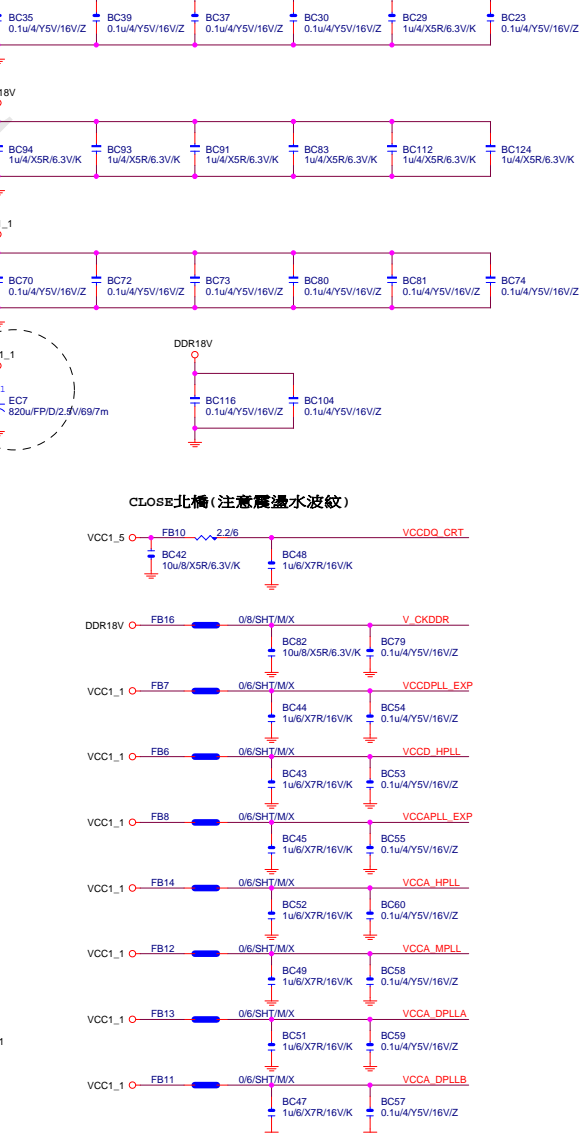 BC35 BC39 BC37 BC30 BC29 BC23
0.1u/4/Y5V/16V/Z 0.1u/4/Y5V/16V/Z 0.1u/4/Y5V/16V/Z 0.1u/4/Y5V/16V/Z 1u/4/X5R/6.3V/K 0.1u/4/Y5V/16V/Z
18V
BC94 BC93 BC91 BC83 BC112 BC124
1u/4/X5R/6.3V/K 1u/4/X5R/6.3V/K 1u/4/X5R/6.3V/K 1u/4/X5R/6.3V/K 1u/4/X5R/6.3V/K 1u/4/X5R/6.3V/K
_1
BC70 BC72 BC73 BC80 BC81 BC74
0.1u/4/Y5V/16V/Z 0.1u/4/Y5V/16V/Z 0.1u/4/Y5V/16V/Z 0.1u/4/Y5V/16V/Z 0.1u/4/Y5V/16V/Z 0.1u/4/Y5V/16V/Z
DDR18V
1_1
1
EC7
820u/FP/D/2.5V/69/7m
BC116 BC104
0.1u/4/Y5V/16V/Z 0.1u/4/Y5V/16V/Z
CLOSE北橋(注意震盪水波紋)
VCC1_5 FB10 2.2/6 VCCDQ_CRT
BC42 BC48
10u/8/X5R/6.3V/K 1u/6/X7R/16V/K
DDR18V FB16 0/8/SHT/M/X V_CKDDR
BC82 BC79
10u/8/X5R/6.3V/K 0.1u/4/Y5V/16V/Z
VCC1_1 FB7 0/6/SHT/M/X VCCDPLL_EXP
BC44 BC54
1u/6/X7R/16V/K 0.1u/4/Y5V/16V/Z
VCC1_1 FB6 0/6/SHT/M/X VCCD_HPLL
BC43 BC53
1u/6/X7R/16V/K 0.1u/4/Y5V/16V/Z
VCC1_1 FB8 0/6/SHT/M/X VCCAPLL_EXP
BC45 BC55
1u/6/X7R/16V/K 0.1u/4/Y5V/16V/Z
VCC1_1 FB14 0/6/SHT/M/X VCCA_HPLL
BC52 BC60
1u/6/X7R/16V/K 0.1u/4/Y5V/16V/Z
VCC1_1 FB12 0/6/SHT/M/X VCCA_MPLL
BC49 BC58
1u/6/X7R/16V/K 0.1u/4/Y5V/16V/Z
VCC1_1 FB13 0/6/SHT/M/X VCCA_DPLLA
1
BC51 BC59
1u/6/X7R/16V/K 0.1u/4/Y5V/16V/Z
VCC1_1 FB11 0/6/SHT/M/X VCCA_DPLLB
BC47 BC57
1u/6/X7R/16V/K 0.1u/4/Y5V/16V/Z